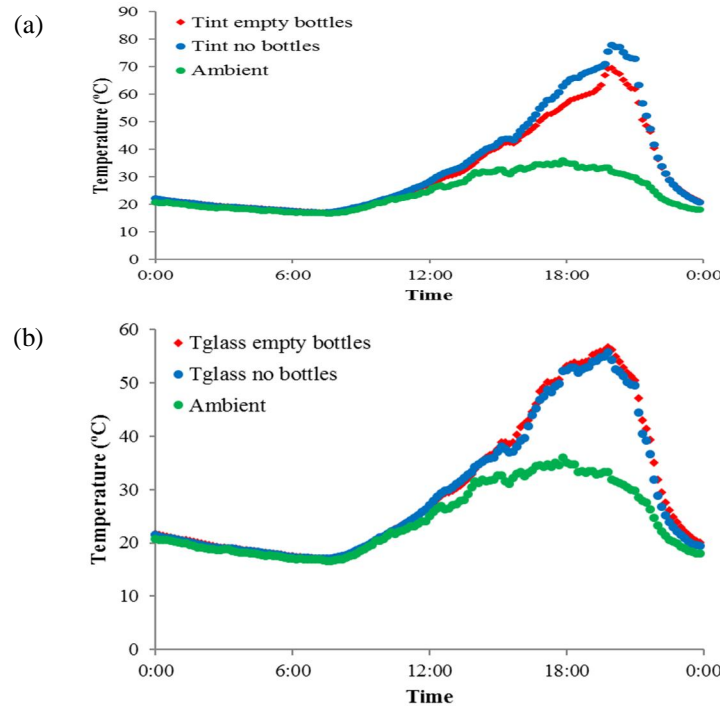 (a)
90
80
70
60
50
40
30
20
10
0
Temperature (ºC)
Tint empty bottles
Tint no bottles
Ambient
0:00 6:00 12:00 18:00 0:00
Time
(b)
60
50
40
30
20
10
0
Temperature (ºC)
Tglass empty bottles
Tglass no bottles
Ambient
0:00 6:00 12:00 18:00 0:00
Time